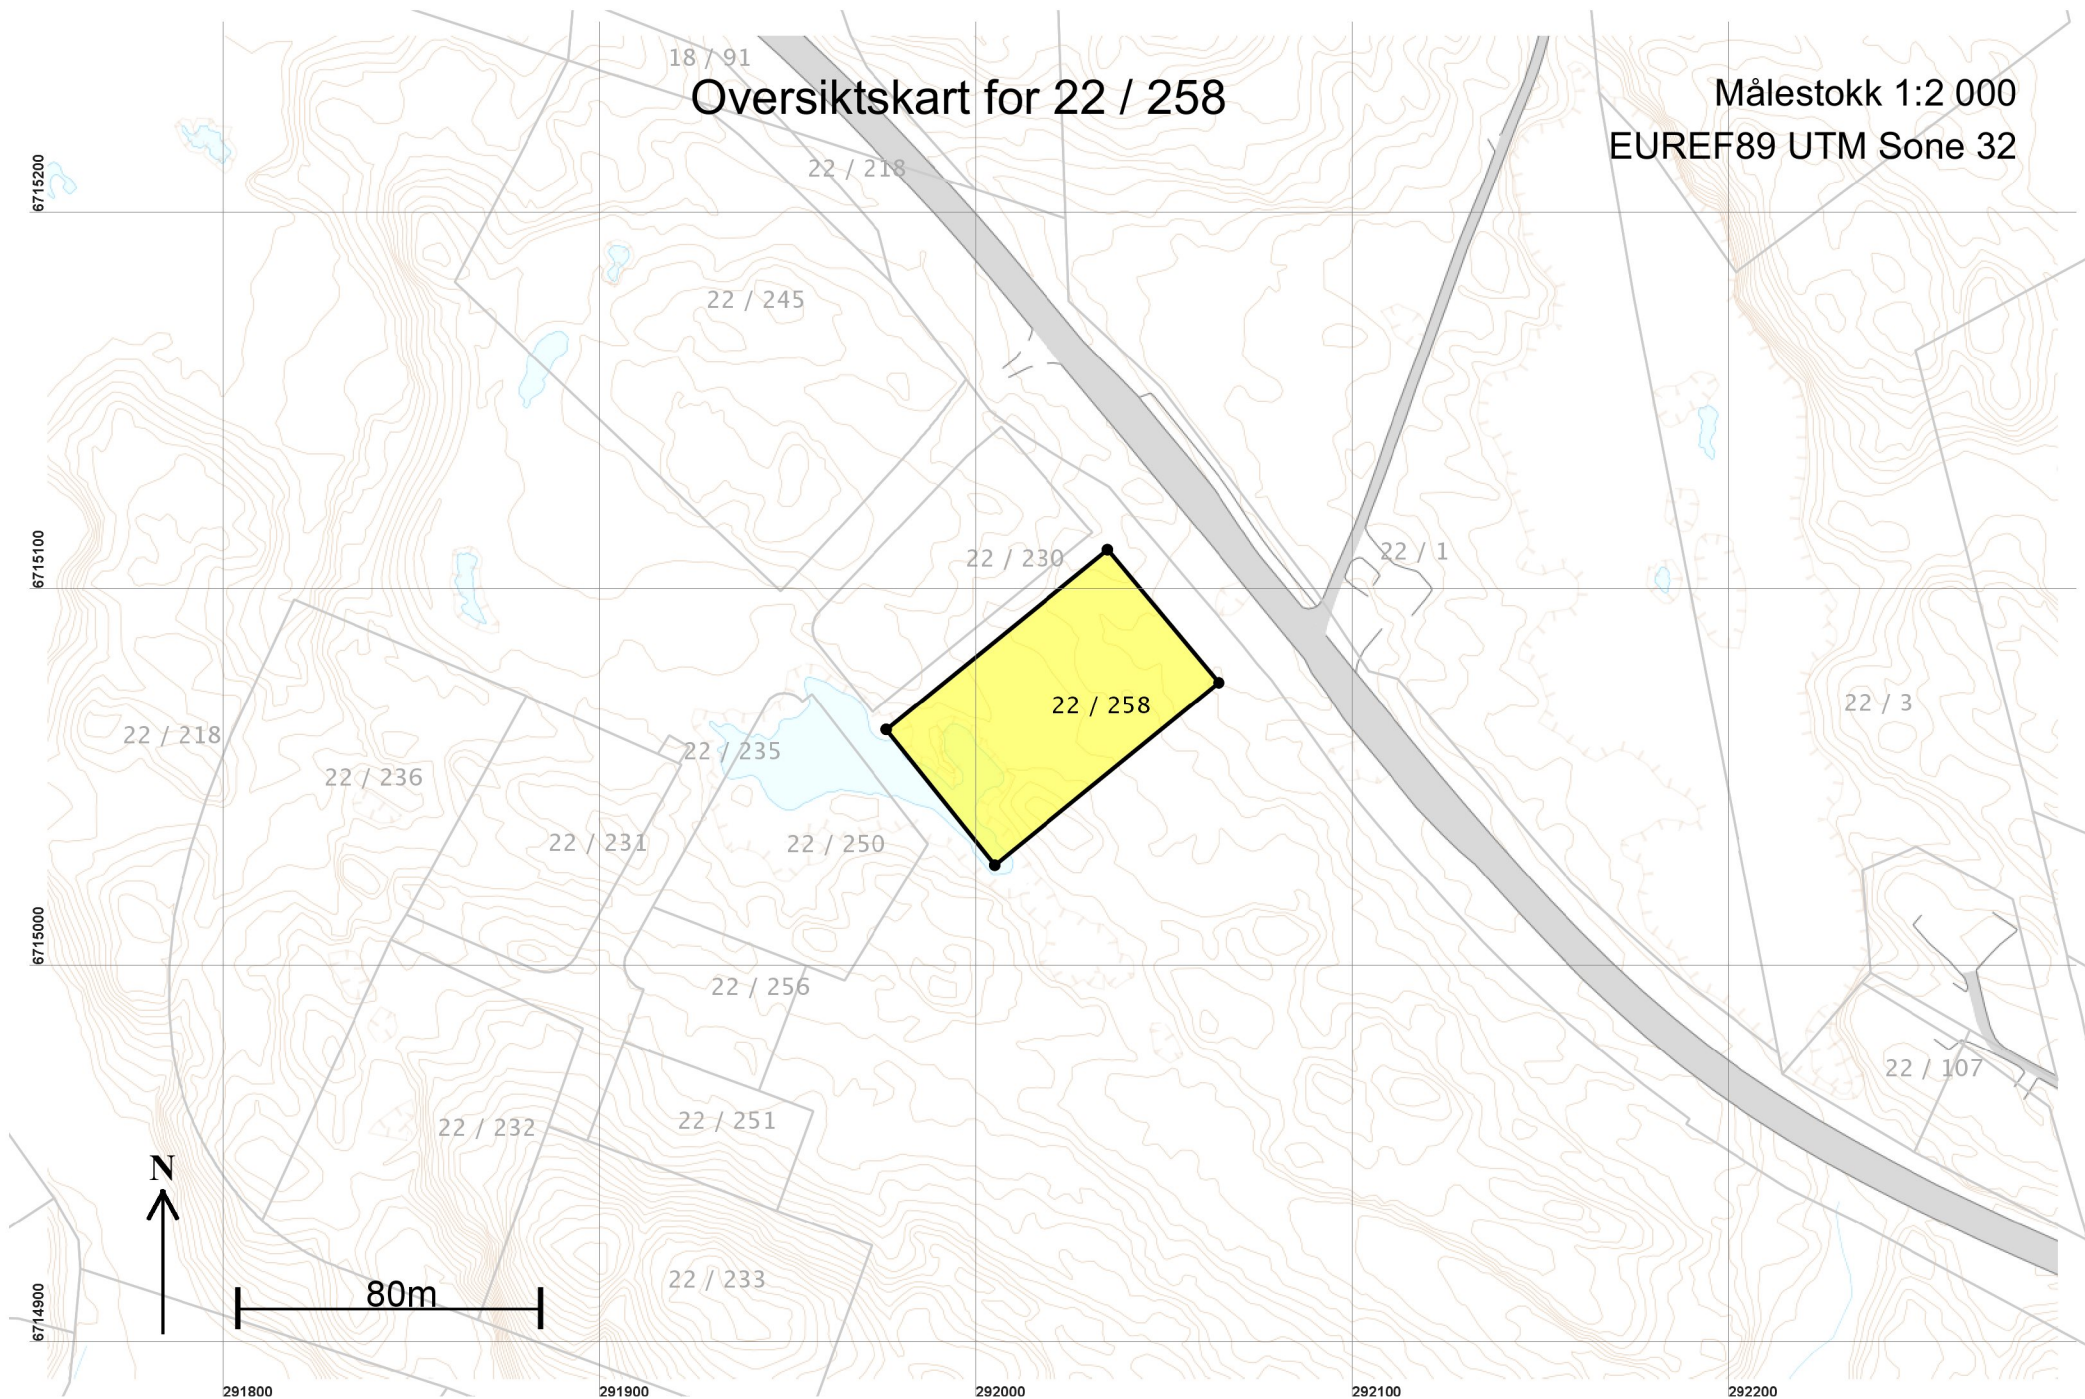 18 / 91
Oversiktskart for 22 / 258
Målestokk 1:2 000
EUREF89 UTM Sone 32
22 / 218
6715200
22 / 245
22 / 230
22 / 1
6715100
22 / 258
22 / 3
22 / 218
22 / 235
22 / 236
22 / 231
22 / 250
6715000
22 / 256
22 / 107
22 / 251
22 / 232
N
22 / 233
80m
6714900
291800
291900
292000
292100
292200